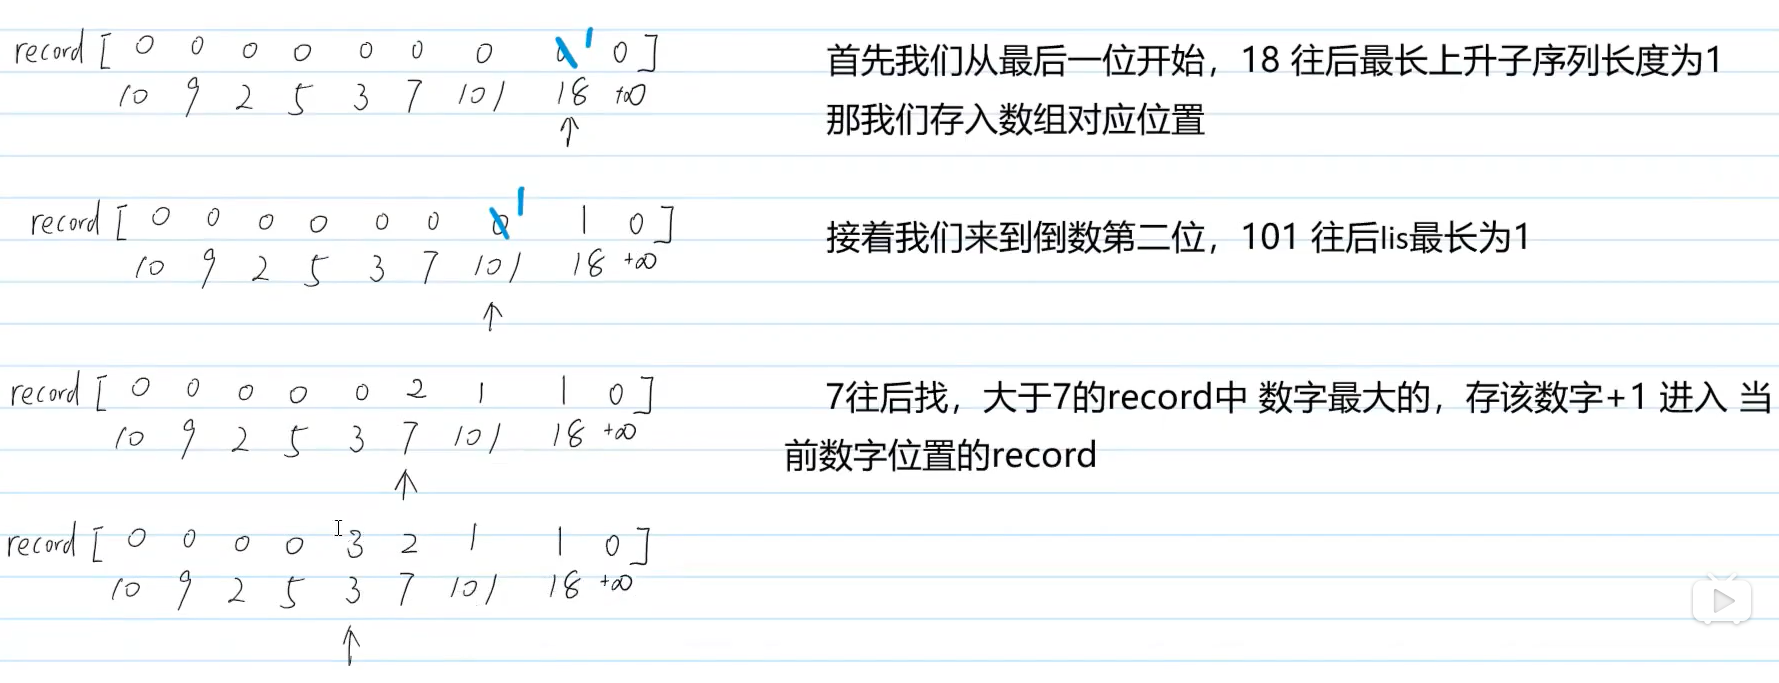 record [ 0 0 0 0 0 0 0 0 1 0 ]
首先我们从最后一位开始，18 往后最长上升子序列长度为1
10 9 2 5 3 7 101 18 +∞
那我们存入数组对应位置
record [ 0 0 0 0 0 0 0 1 1 0 ]
接着我们来到倒数第二位，101 往后lis最长为1
10 9 2 5 3 7 101 18 +∞
record [ 0 0 0 0 0 2 1 1 0 ]
7往后找，大于7的record中 数字最大的，存该数字+1 进入 当
10 9 2 5 3 7 101 18 +∞
前数字位置的record
record [ 0 0 0 0 3 2 1 1 0 ]
10 9 2 5 3 7 101 18 +∞